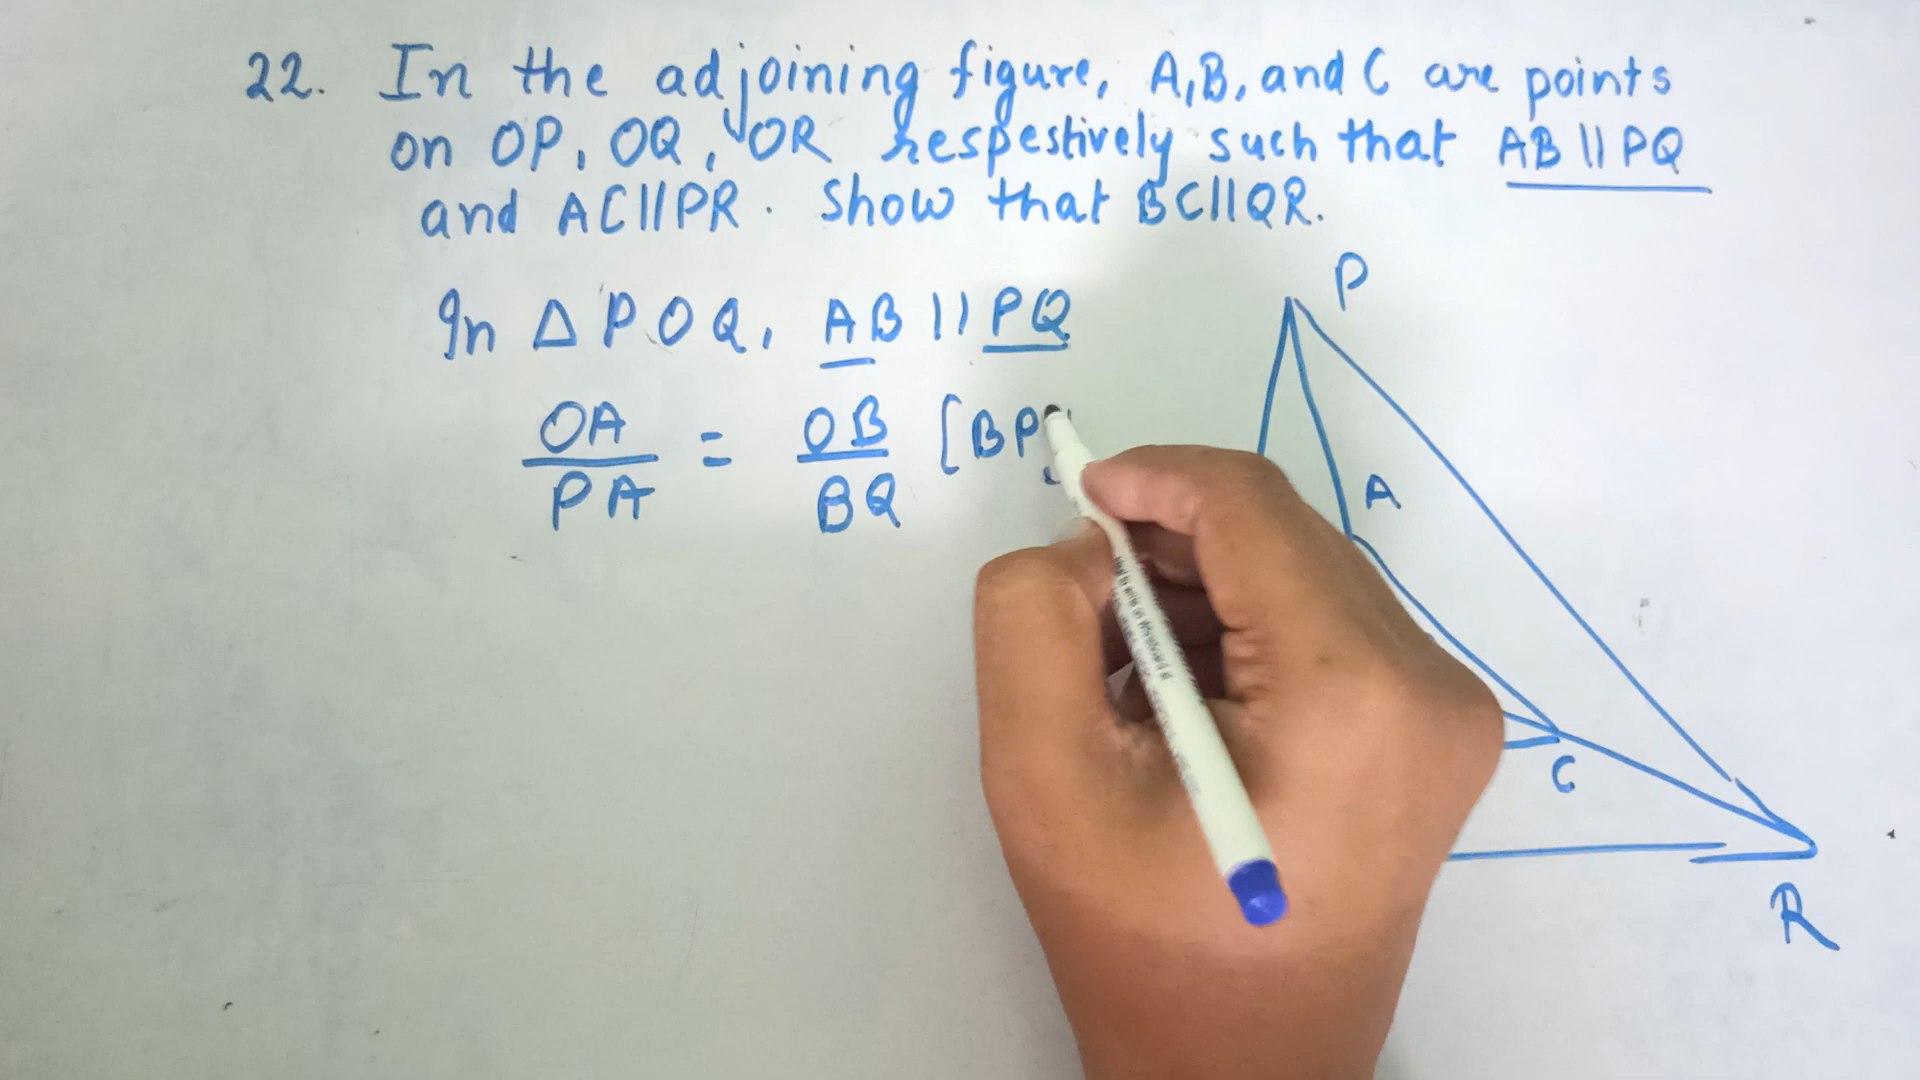 22. In the adjoining figure, A, B, and C are points
on OP, OQ, OR respestively such that AB || PQ
and AC||PR. Show that BC||QR.
In Δ POQ, AB || PQ
OA
PA
=
OB
BQ
[BP
P
A
C
R